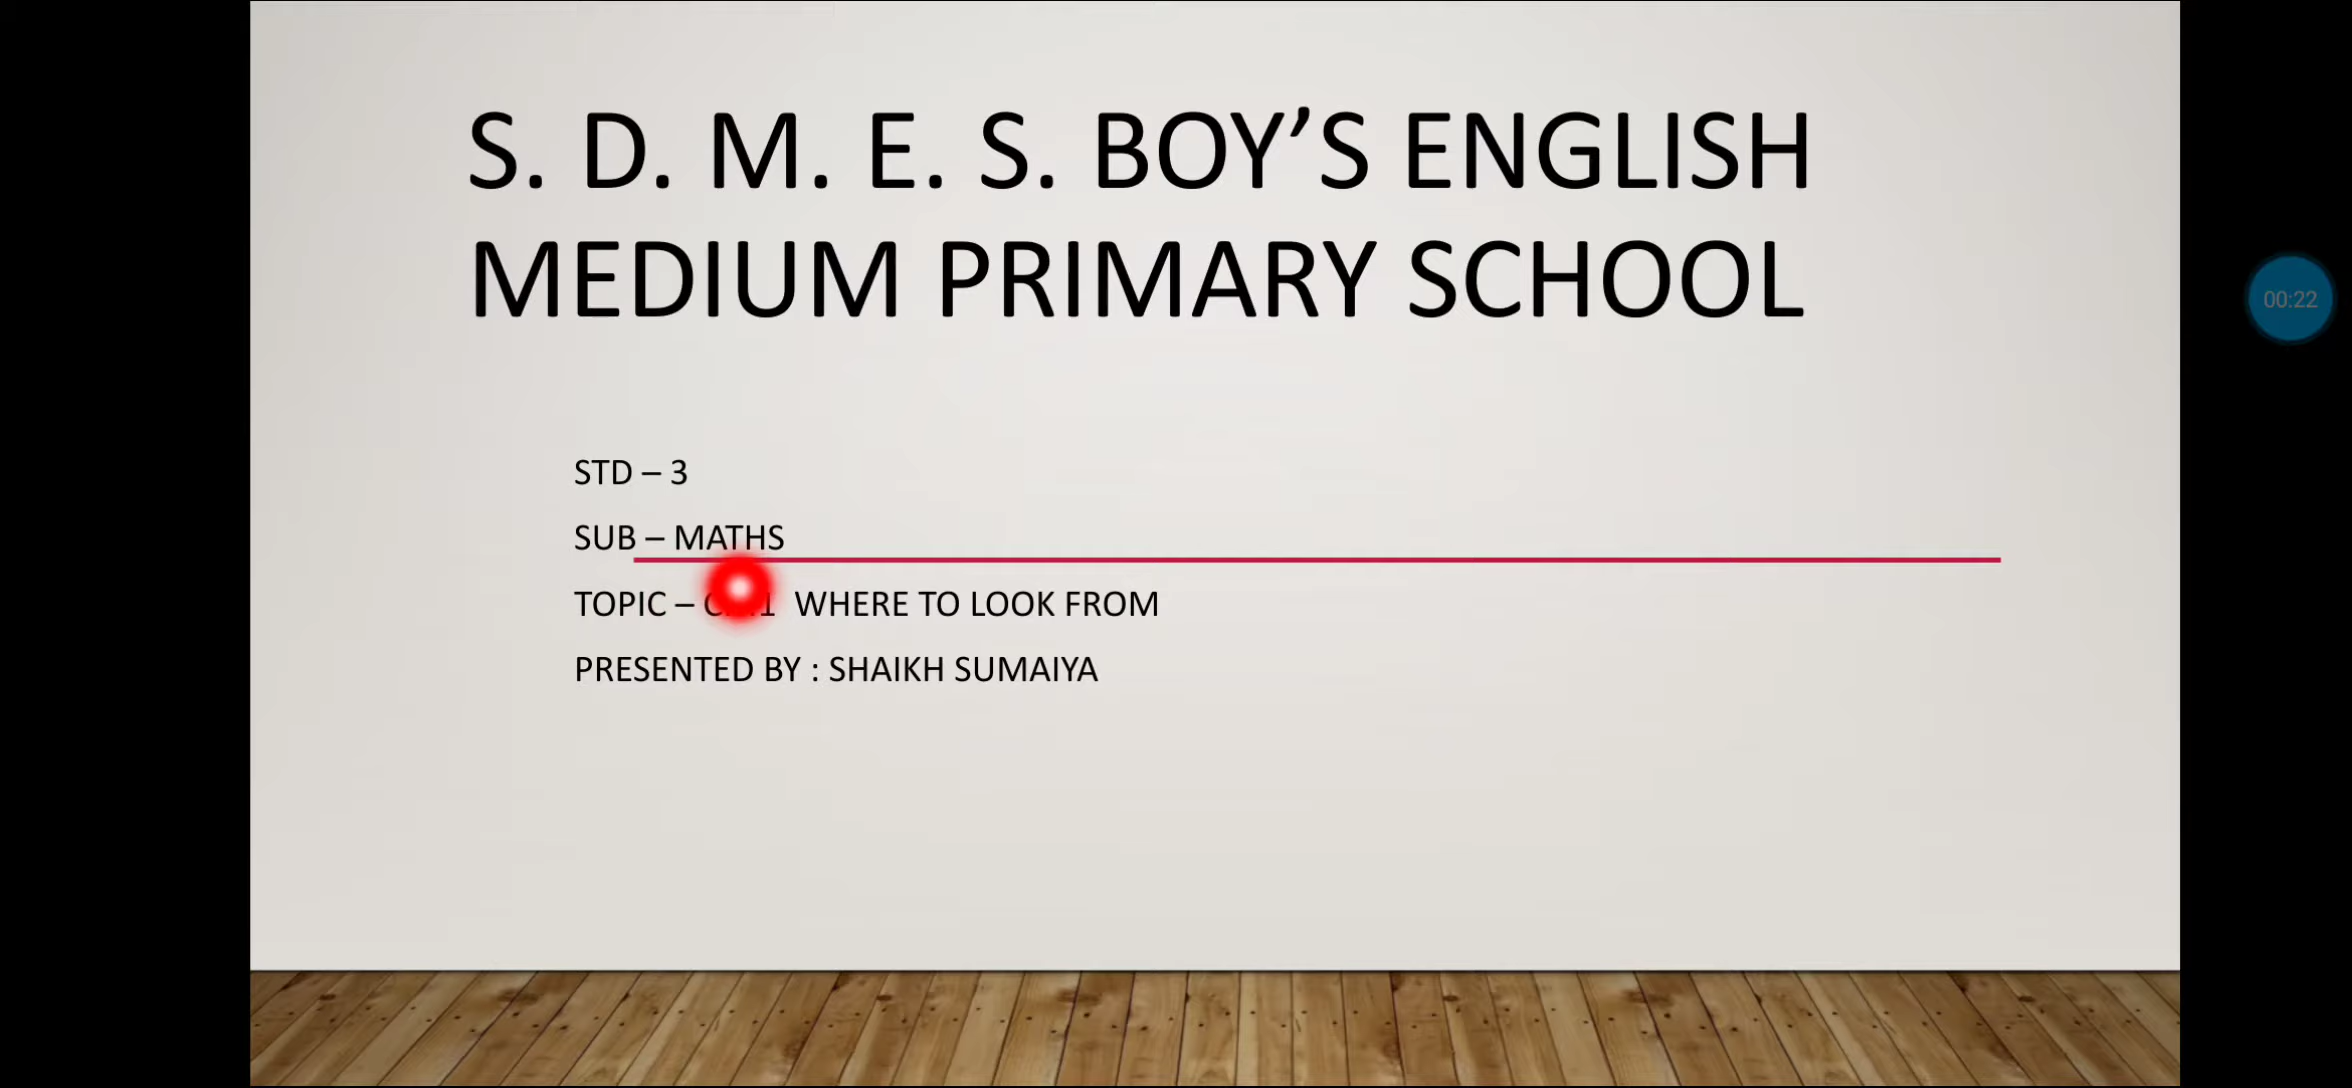 S. D. M. E. S. BOY’S ENGLISH
MEDIUM PRIMARY SCHOOL
STD – 3
SUB – MATHS
TOPIC – WHERE TO LOOK FROM
PRESENTED BY : SHAIKH SUMAIYA
00:22